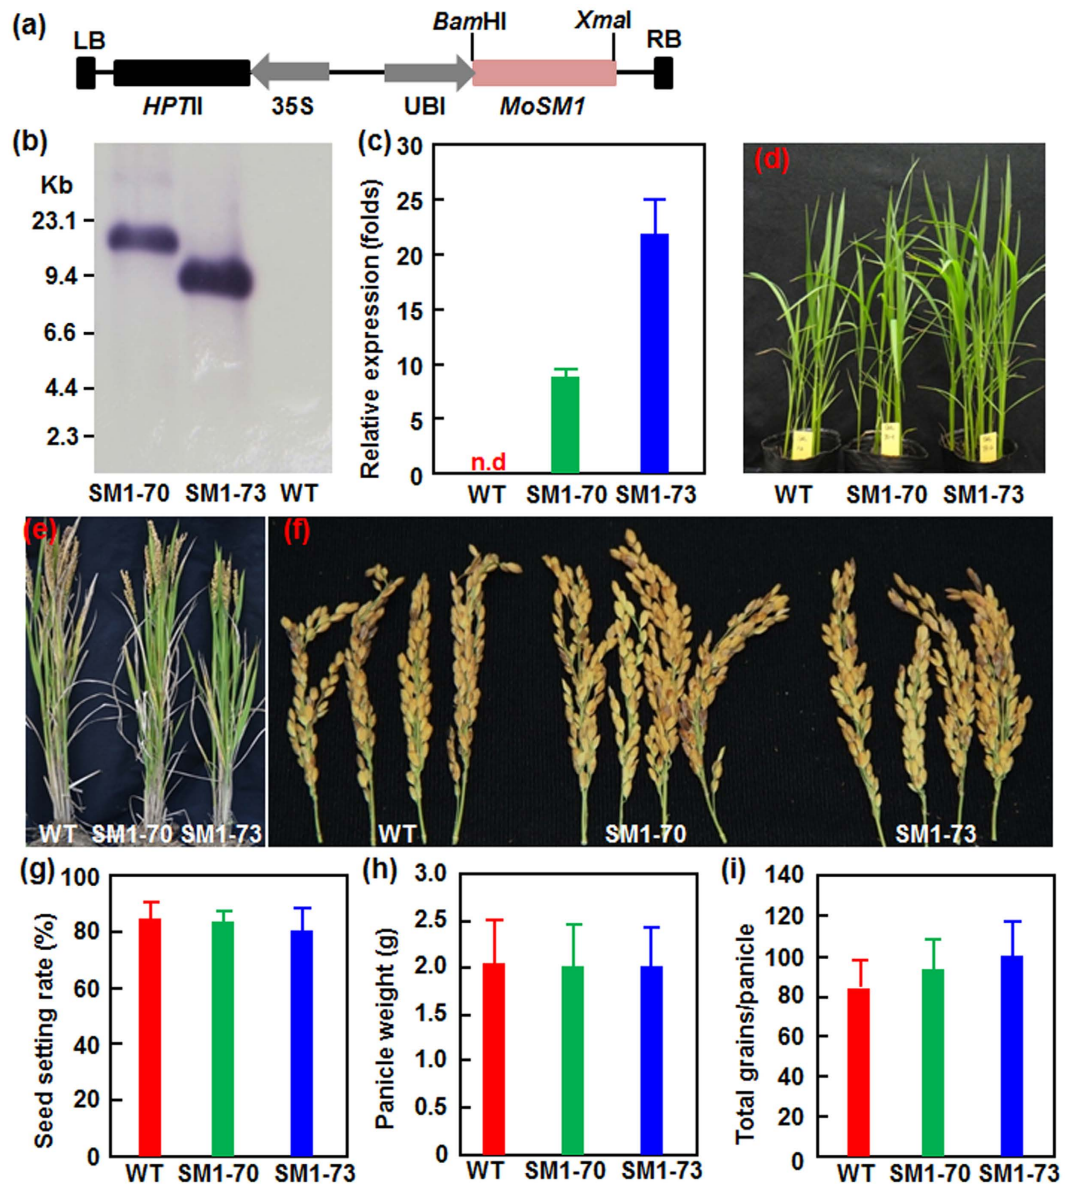 (a)
BamHI XmaI
LB RB
HPTII 35S UBI MoSM1
(b)
Kb
23.1
9.4
6.6
4.4
2.3
SM1-70 SM1-73 WT
(c)
Relative expression (folds)
30
25
20
15
10
5
0
n.d
WT SM1-70 SM1-73
(d)
WT SM1-70 SM1-73
(e)
WT SM1-70 SM1-73
(f)
WT SM1-70 SM1-73
(g)
Seed setting rate (%)
100
80
60
40
20
0
WT SM1-70 SM1-73
(h)
Panicle weight (g)
3.0
2.5
2.0
1.5
1.0
0.5
0
WT SM1-70 SM1-73
(i)
Total grains/panicle
140
120
100
80
60
40
20
0
WT SM1-70 SM1-73